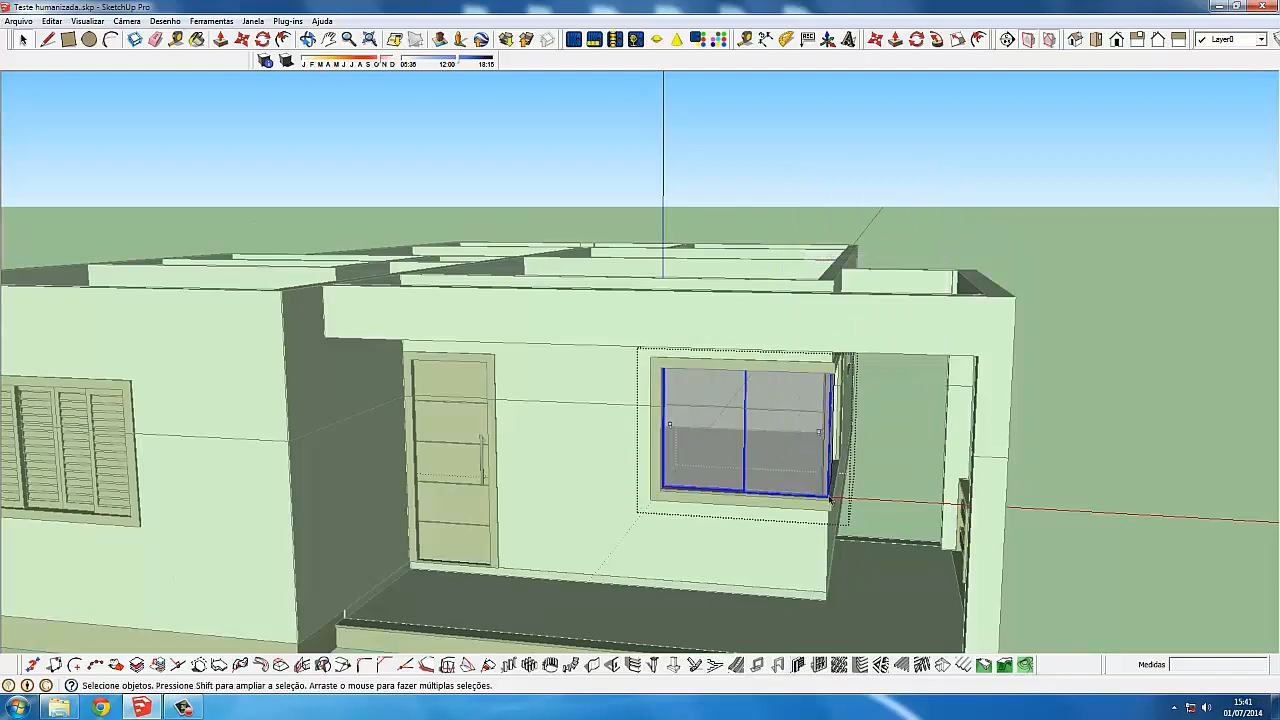 Teste humanizada..skp - SketchUp Pro
Arquivo Editar Visualizar Câmera Desenho Ferramentas Janela Plug-ins Ajuda
Layer0
J F M A M J J A S O N D 05:36 12:00 18:15
Medidas
Selecione objetos. Pressione Shift para ampliar a seleção. Arraste o mouse para fazer múltiplas seleções.
15:41
01/07/2014